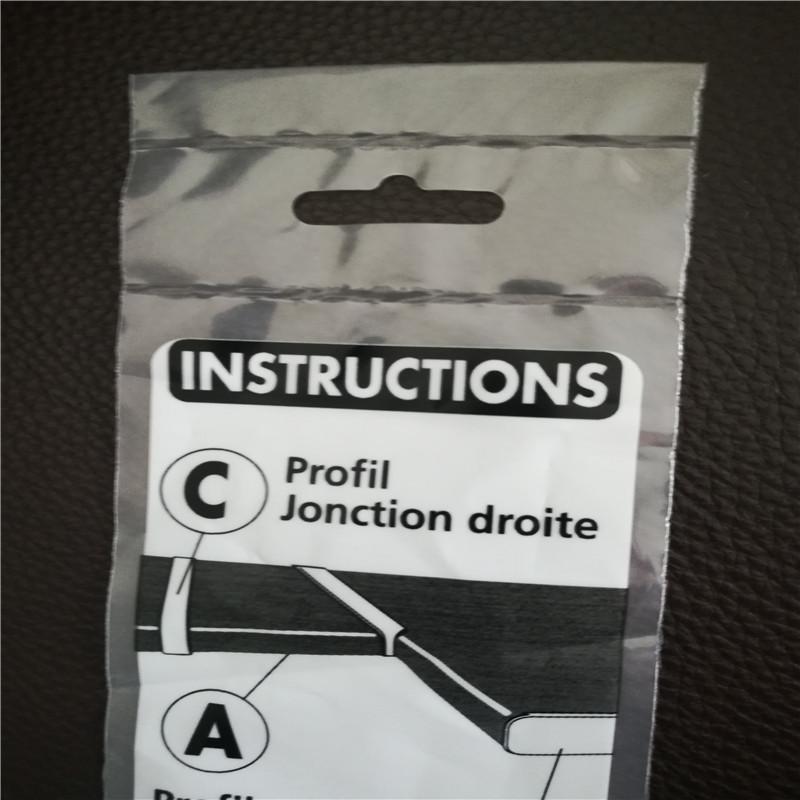 INSTRUCTIONS
C
Profil
Jonction droite
A